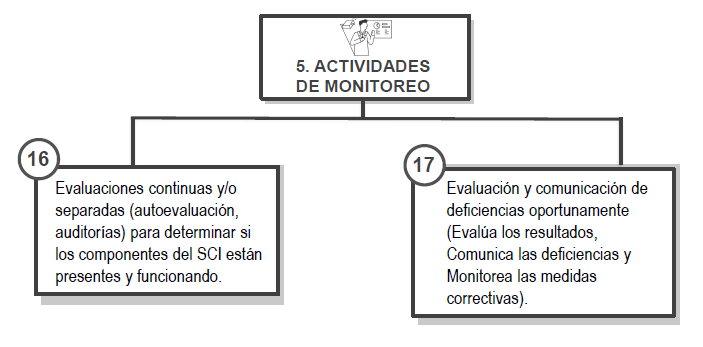 5. ACTIVIDADES
DE MONITOREO
16
Evaluaciones continuas y/o
separadas (autoevaluación,
auditorías) para determinar si
los componentes del SCI están
presentes y funcionando.
17
Evaluación y comunicación de
deficiencias oportunamente
(Evalúa los resultados,
Comunica las deficiencias y
Monitorea las medidas
correctivas).